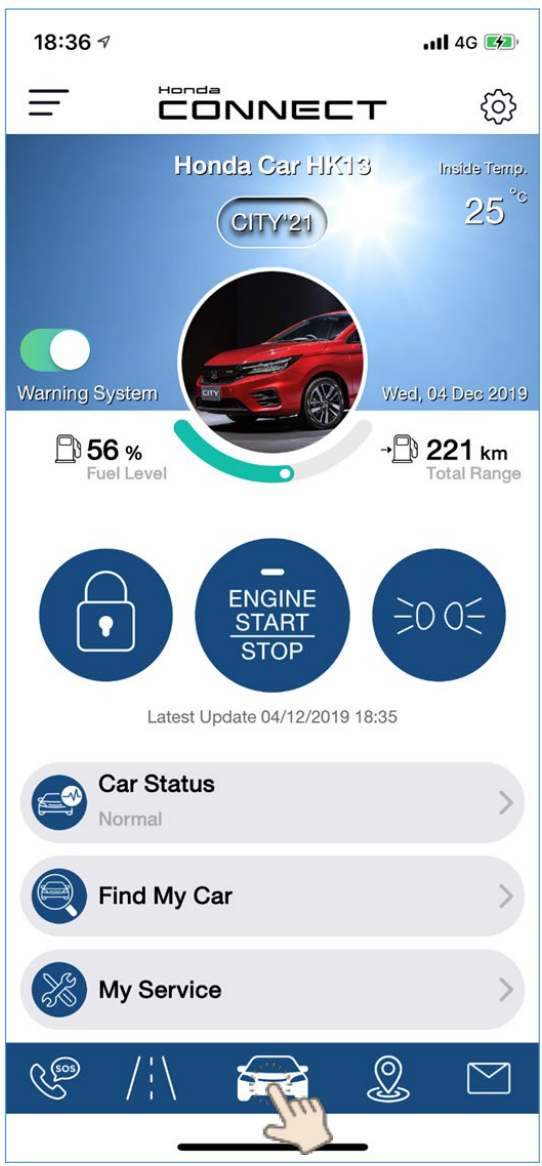 18:36
4G
Honda
CONNECT
Honda Car HK13
Inside Temp.
25 °c
CITY'21
CITY
Warning System
Wed, 04 Dec 2019
56 %
Fuel Level
221 km
Total Range
ENGINE
START
STOP
Latest Update 04/12/2019 18:35
Car Status
Normal
Find My Car
My Service
SOS